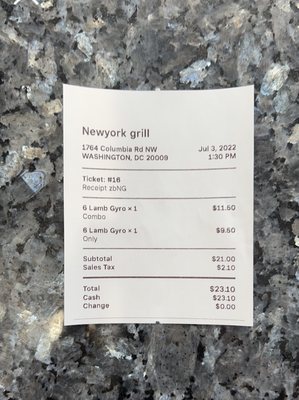 Newyork grill
1764 Columbia Rd NW Jul 3, 2022
WASHINGTON, DC 20009 1:30 PM
Ticket: #16
Receipt zbNG
6 Lamb Gyro × 1 $11.50
Combo
6 Lamb Gyro × 1 $9.50
Only
Subtotal $21.00
Sales Tax $2.10
Total $23.10
Cash $23.10
Change $0.00